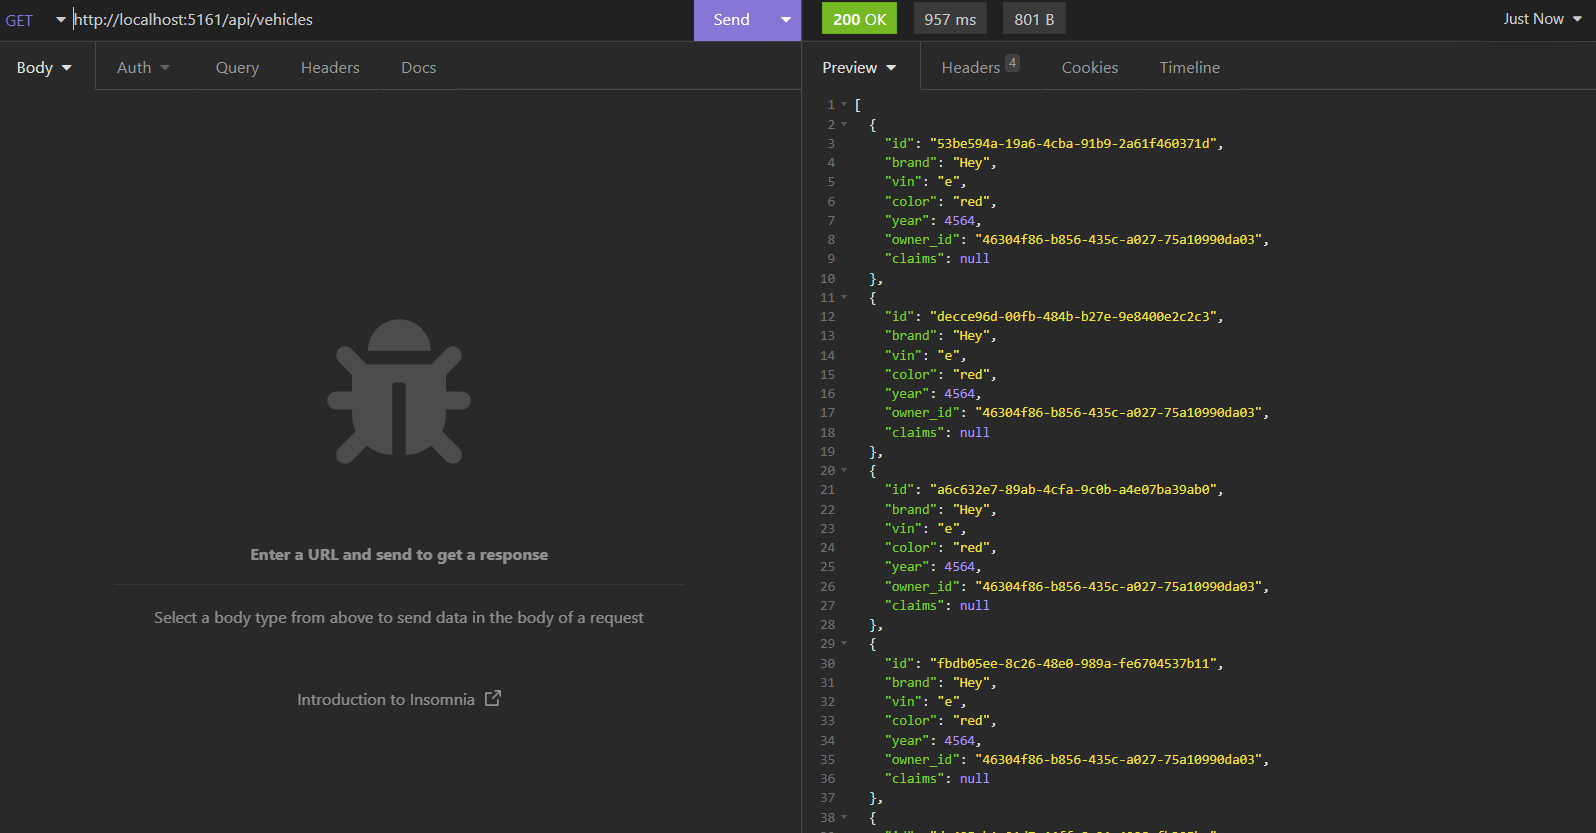 GET http://localhost:5161/api/vehicles Send 200 OK 957 ms 801 B Just Now
Body Auth Query Headers Docs Preview Headers 4 Cookies Timeline
Enter a URL and send to get a response
Select a body type from above to send data in the body of a request
Introduction to Insomnia
1 [
2 {
3 "id": "53be594a-19a6-4cba-91b9-2a61f460371d",
4 "brand": "Hey",
5 "vin": "e",
6 "color": "red",
7 "year": 4564,
8 "owner_id": "46304f86-b856-435c-a027-75a10990da03",
9 "claims": null
10 },
11 {
12 "id": "decce96d-00fb-484b-b27e-9e8400e2c2c3",
13 "brand": "Hey",
14 "vin": "e",
15 "color": "red",
16 "year": 4564,
17 "owner_id": "46304f86-b856-435c-a027-75a10990da03",
18 "claims": null
19 },
20 {
21 "id": "a6c632e7-89ab-4cfa-9c0b-a4e07ba39ab0",
22 "brand": "Hey",
23 "vin": "e",
24 "color": "red",
25 "year": 4564,
26 "owner_id": "46304f86-b856-435c-a027-75a10990da03",
27 "claims": null
28 },
29 {
30 "id": "fbdb05ee-8c26-48e0-989a-fe6704537b11",
31 "brand": "Hey",
32 "vin": "e",
33 "color": "red",
34 "year": 4564,
35 "owner_id": "46304f86-b856-435c-a027-75a10990da03",
36 "claims": null
37 },
38 {